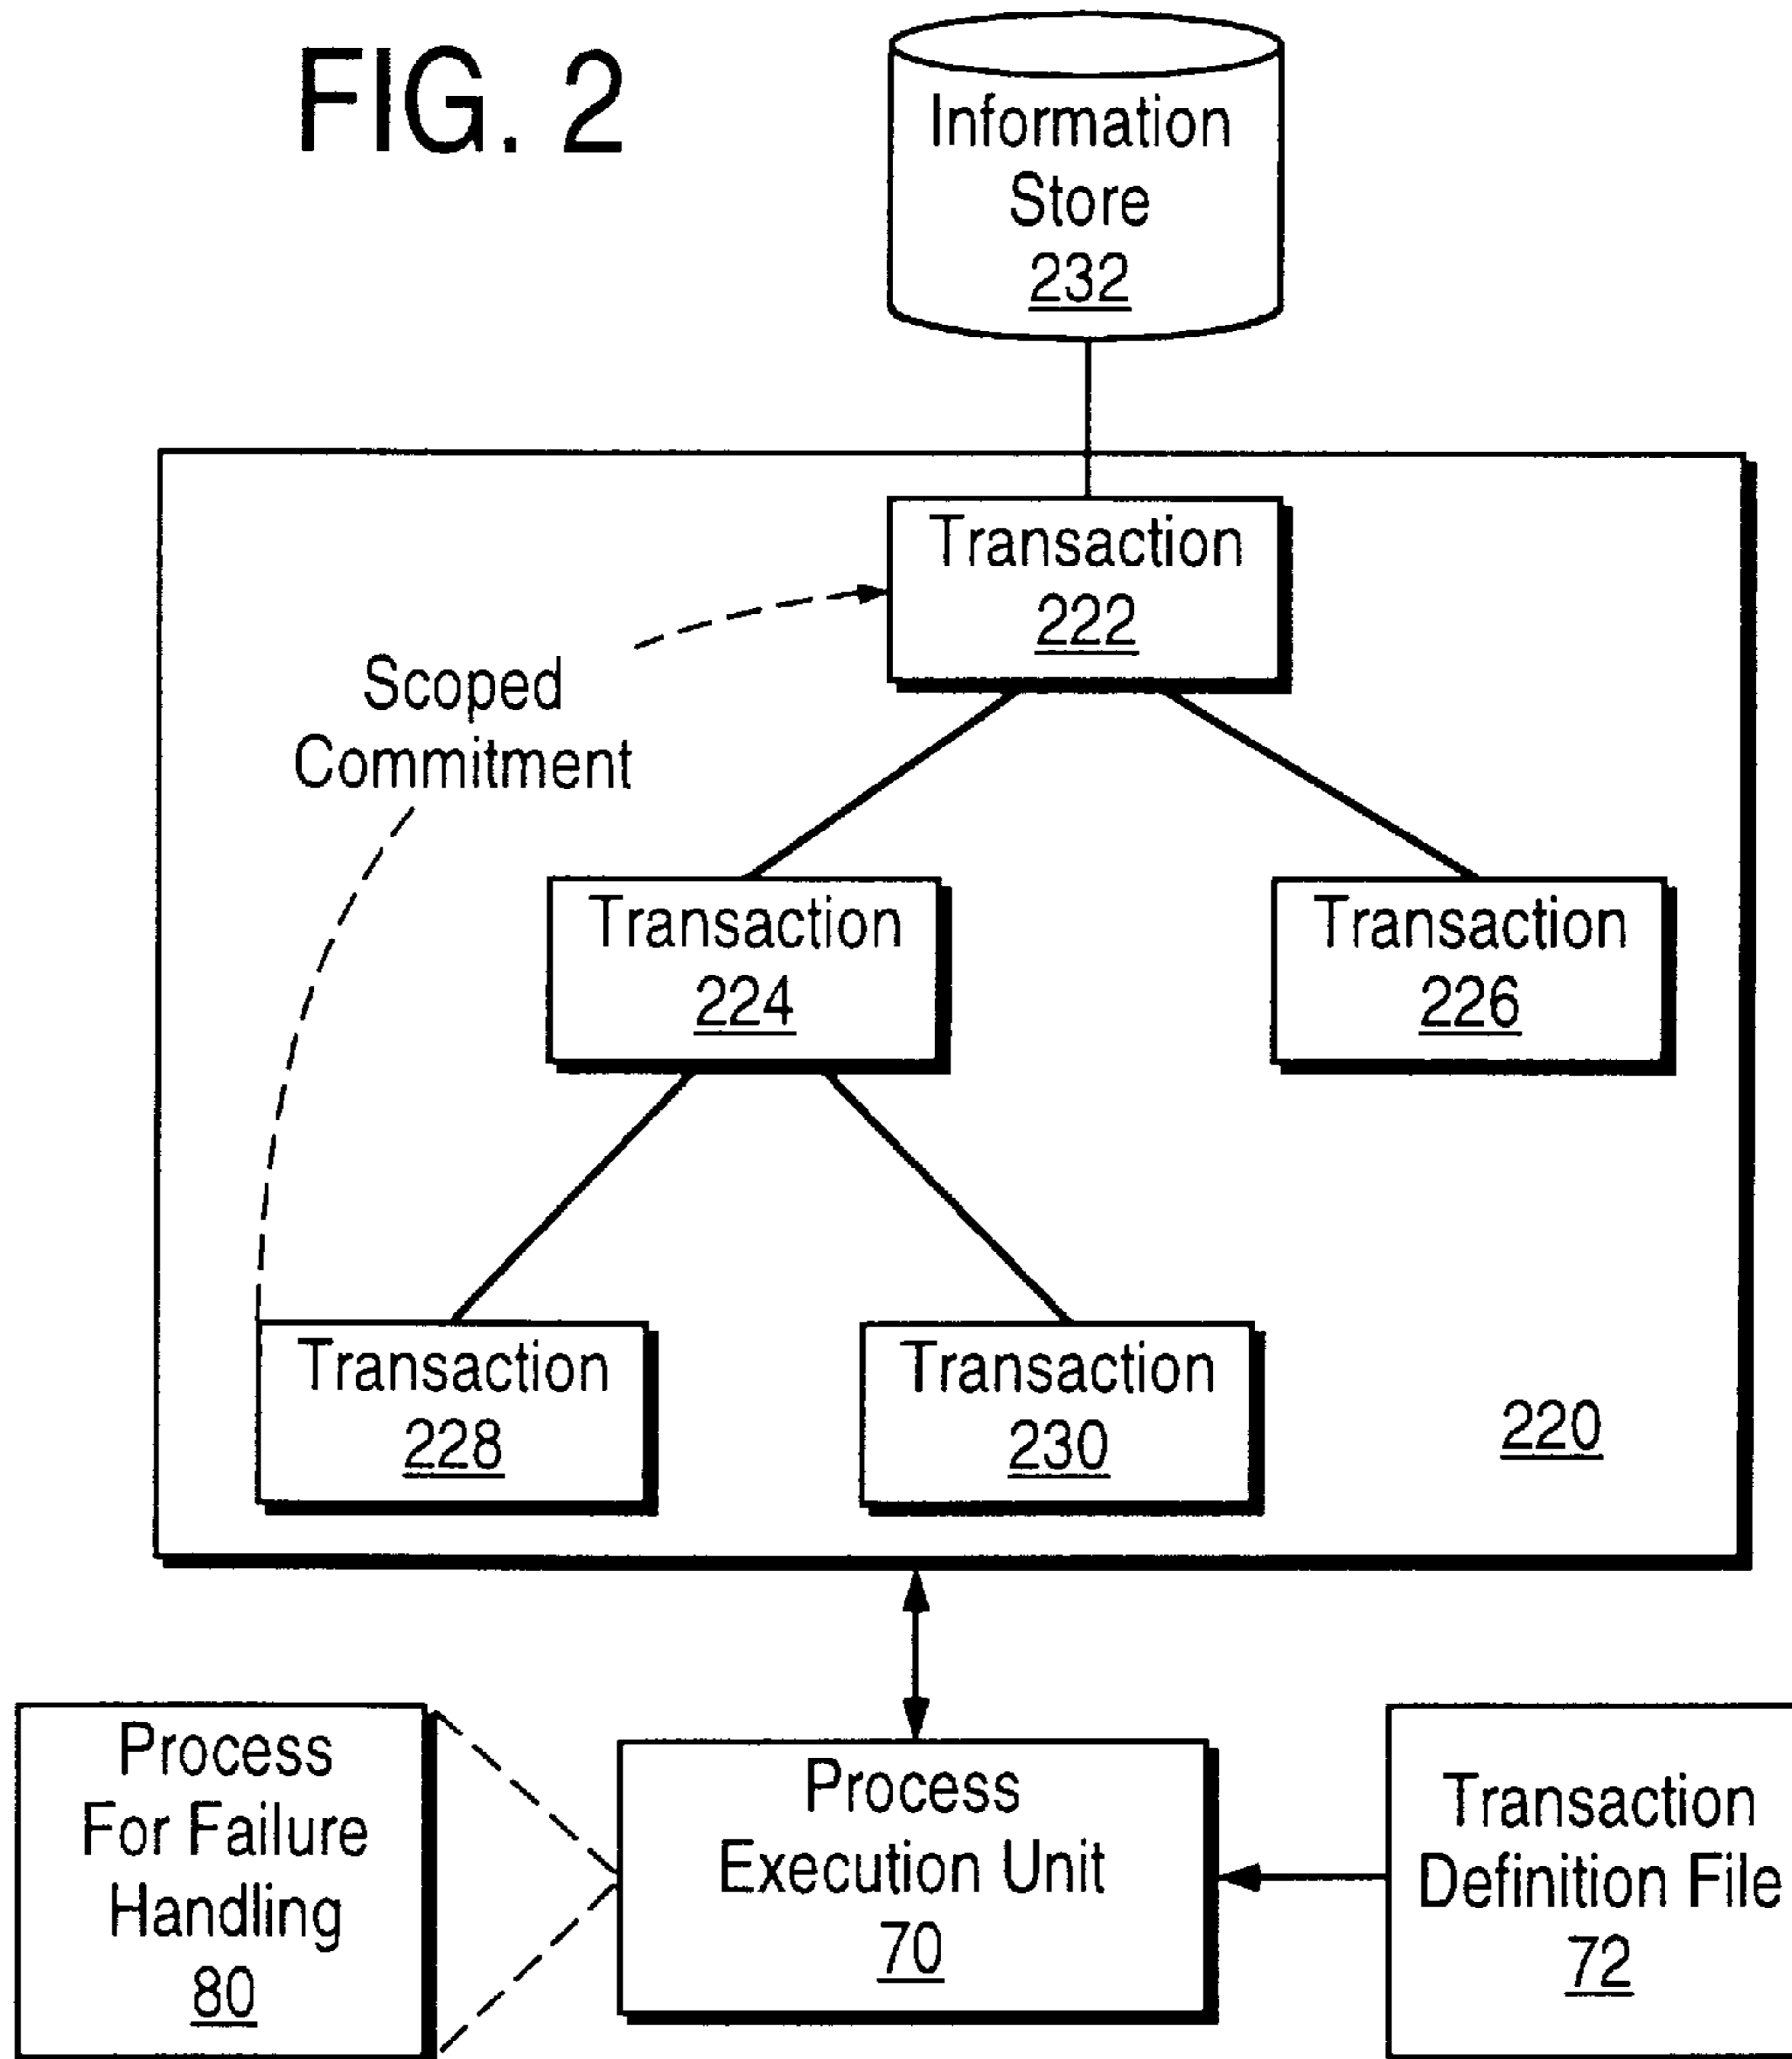 FIG. 2
Information
Store
232
Transaction
222
Scoped
Commitment
Transaction
224
Transaction
226
Transaction
228
Transaction
230
220
Process
For Failure
Handling
80
Process
Execution Unit
70
Transaction
Definition File
72